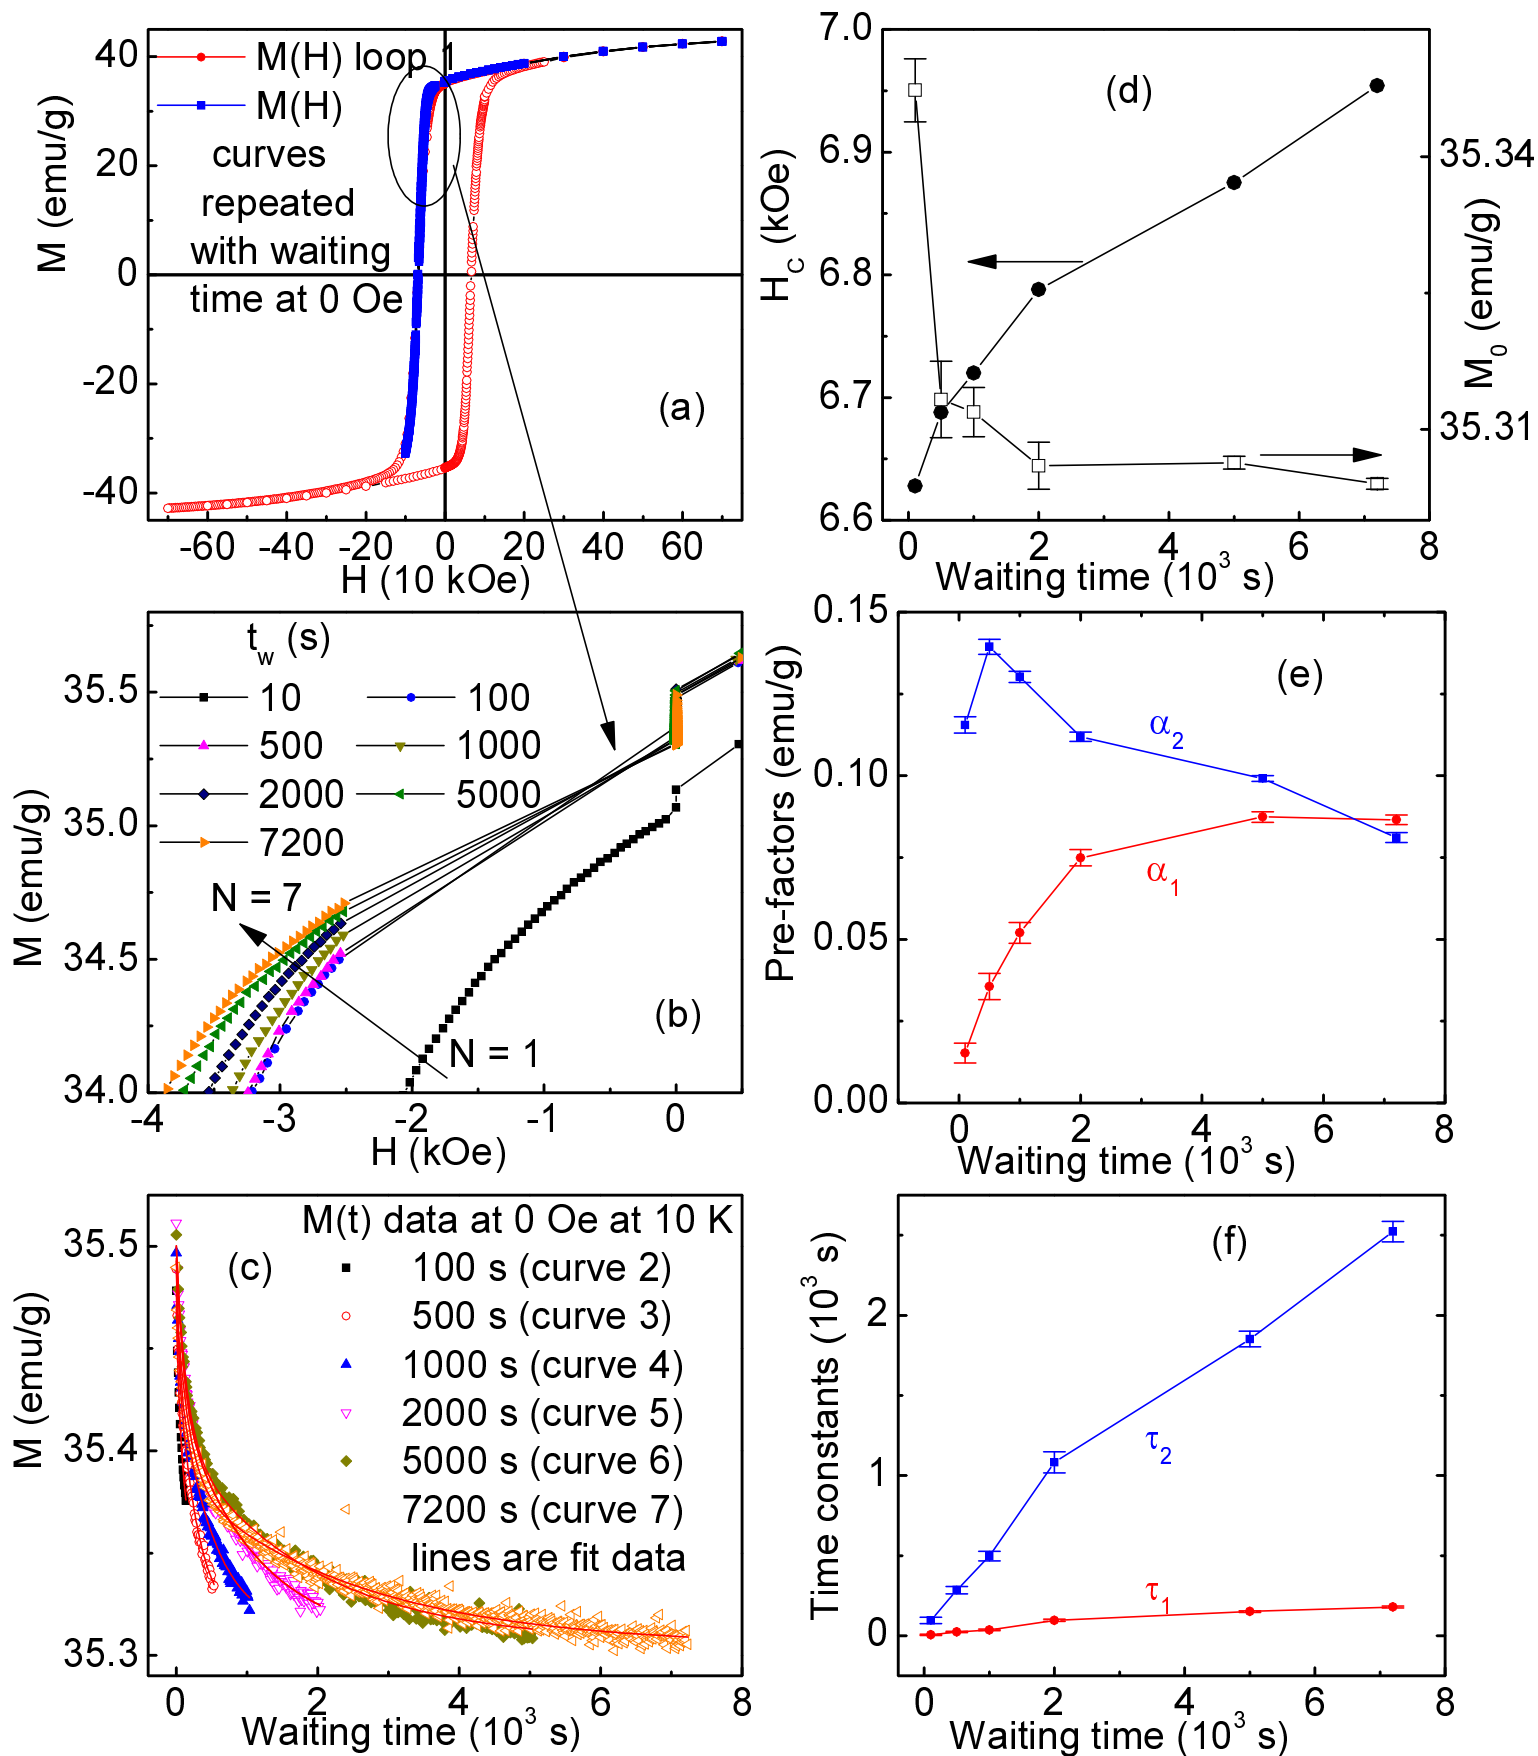 M(H) loop 1
M(H)
curves
repeated
with waiting
time at 0 Oe
(a)
M (emu/g)
40
20
0
-20
-40
-60 -40 -20 0 20 40 60
H (10 kOe)
(d)
H_C (kOe)
7.0
6.9
6.8
6.7
6.6
M_0 (emu/g)
35.34
35.31
0 2 4 6 8
Waiting time (10^3 s)
t_w (s)
10 100
500 1000
2000 5000
7200
N = 7
N = 1
(b)
M (emu/g)
35.5
35.0
34.5
34.0
-4 -3 -2 -1 0
H (kOe)
(e)
α_2
α_1
Pre-factors (emu/g)
0.15
0.10
0.05
0.00
0 2 4 6 8
Waiting time (10^3 s)
M(t) data at 0 Oe at 10 K
(c)
100 s (curve 2)
500 s (curve 3)
1000 s (curve 4)
2000 s (curve 5)
5000 s (curve 6)
7200 s (curve 7)
lines are fit data
M (emu/g)
35.5
35.4
35.3
0 2 4 6 8
Waiting time (10^3 s)
(f)
τ_2
τ_1
Time constants (10^3 s)
2
1
0
0 2 4 6 8
Waiting time (10^3 s)